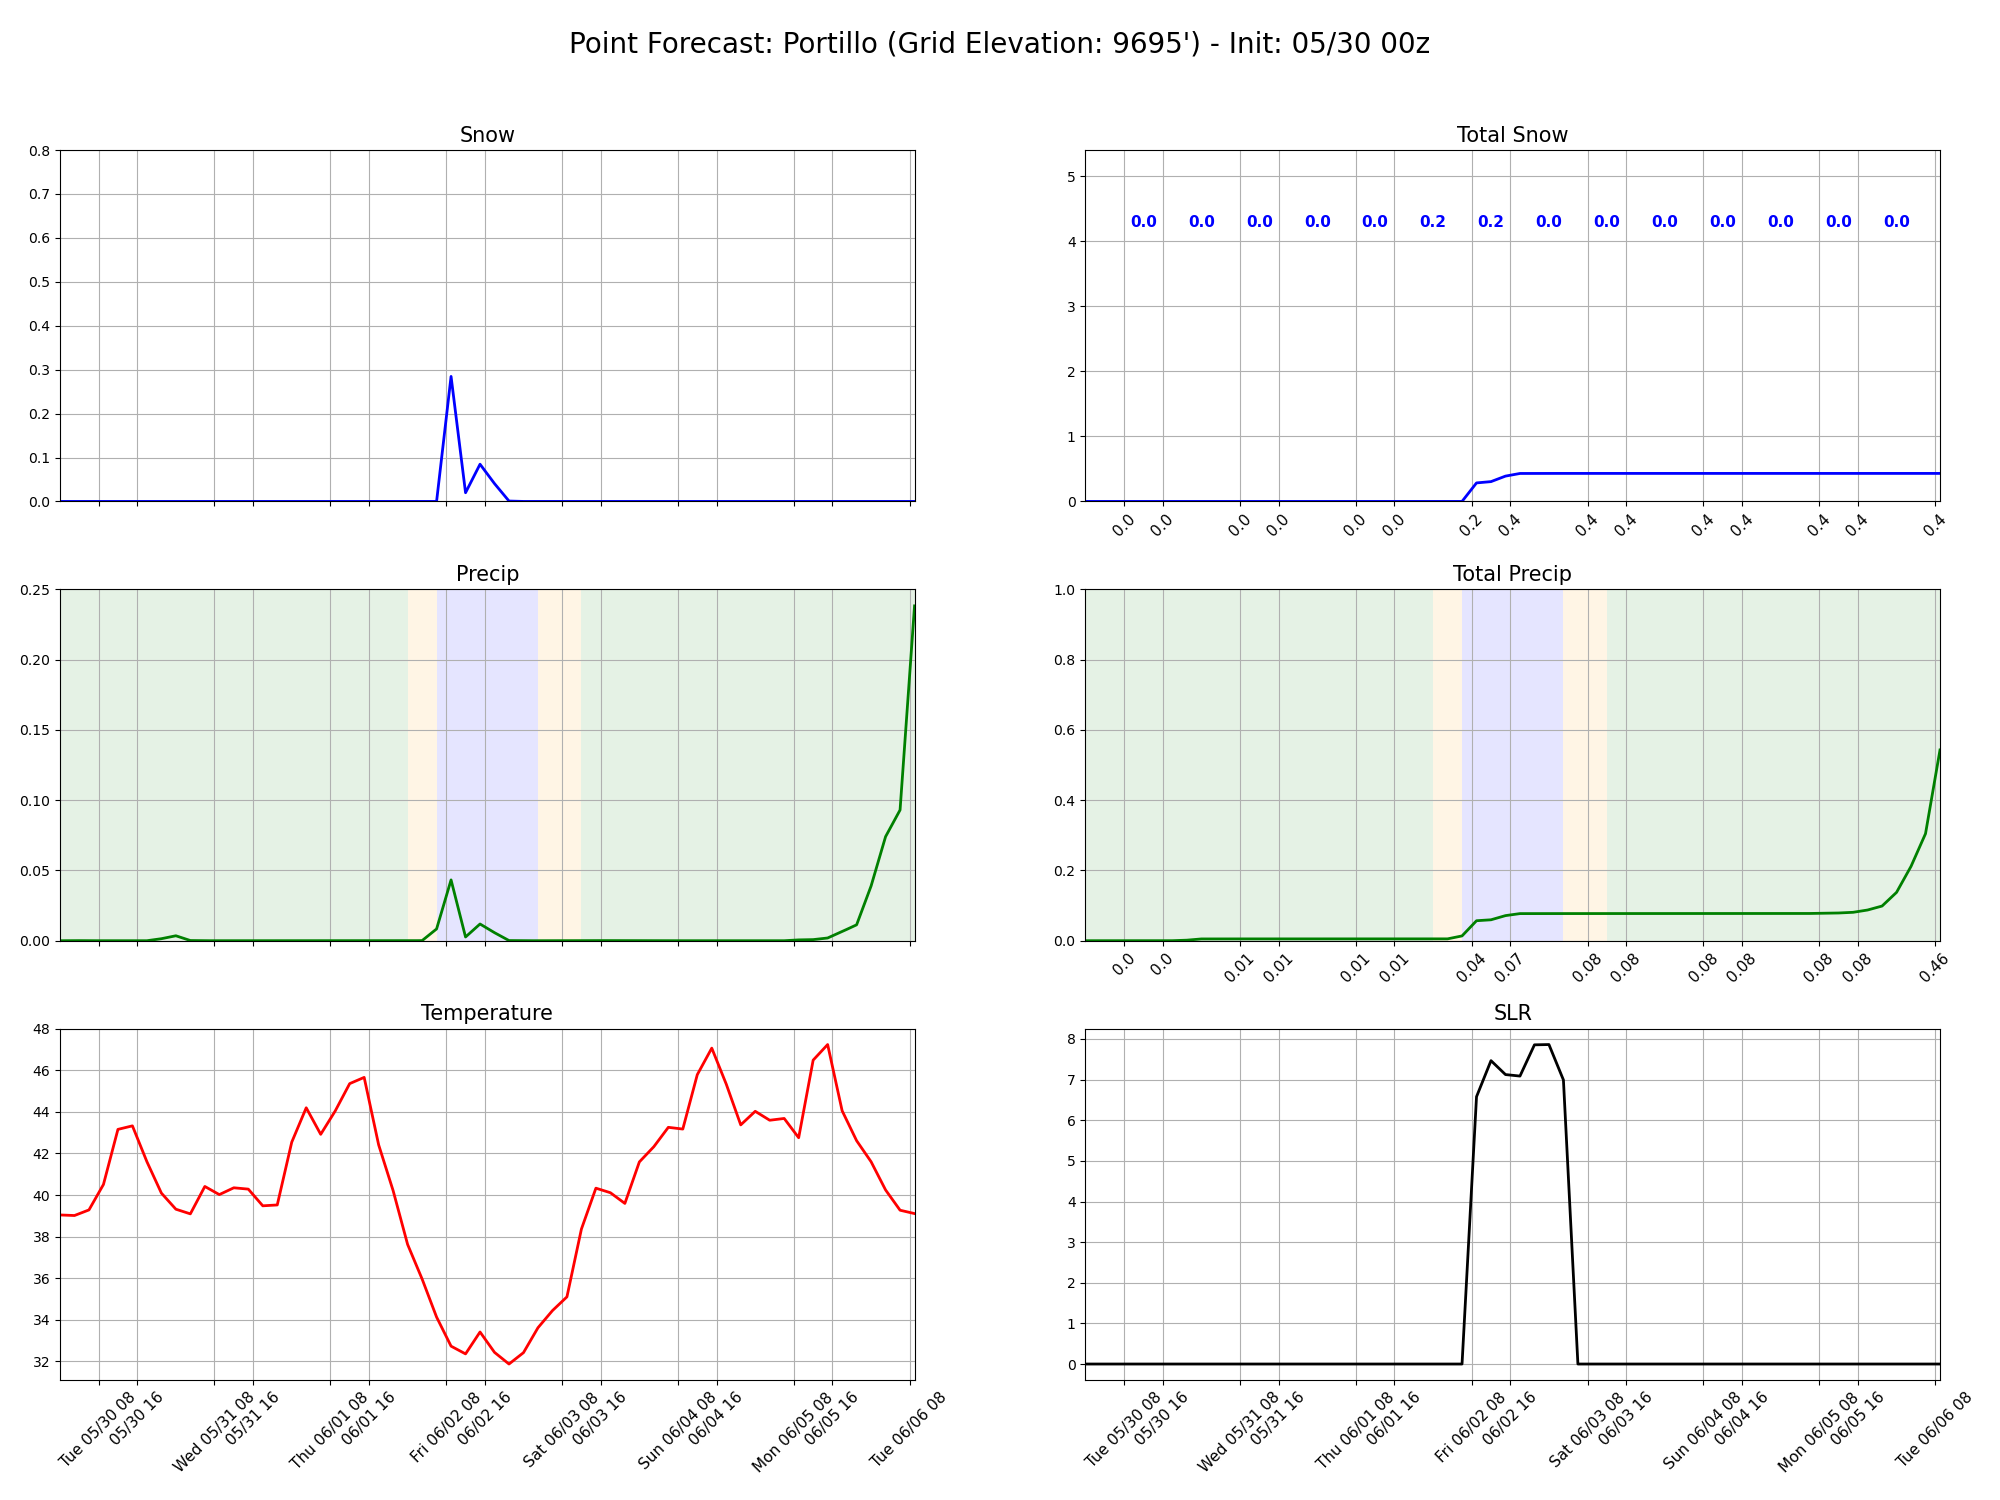 Point Forecast: Portillo (Grid Elevation: 9695') - Init: 05/30 00z
Snow
0.8
0.7
0.6
0.5
0.4
0.3
0.2
0.1
0.0
Total Snow
5
4
3
2
1
0
0.0 0.0 0.0 0.0 0.0 0.2 0.2 0.0 0.0 0.0 0.0 0.0 0.0 0.0
0.0 0.0 0.0 0.0 0.0 0.0 0.2 0.4 0.4 0.4 0.4 0.4 0.4 0.4 0.4
Precip
0.25
0.20
0.15
0.10
0.05
0.00
Total Precip
1.0
0.8
0.6
0.4
0.2
0.0
0.0 0.0 0.01 0.01 0.01 0.01 0.04 0.07 0.08 0.08 0.08 0.08 0.08 0.08 0.46
Temperature
48
46
44
42
40
38
36
34
32
Tue 05/30 08
05/30 16
Wed 05/31 08
05/31 16
Thu 06/01 08
06/01 16
Fri 06/02 08
06/02 16
Sat 06/03 08
06/03 16
Sun 06/04 08
06/04 16
Mon 06/05 08
06/05 16
Tue 06/06 08
SLR
8
7
6
5
4
3
2
1
0
Tue 05/30 08
05/30 16
Wed 05/31 08
05/31 16
Thu 06/01 08
06/01 16
Fri 06/02 08
06/02 16
Sat 06/03 08
06/03 16
Sun 06/04 08
06/04 16
Mon 06/05 08
06/05 16
Tue 06/06 08